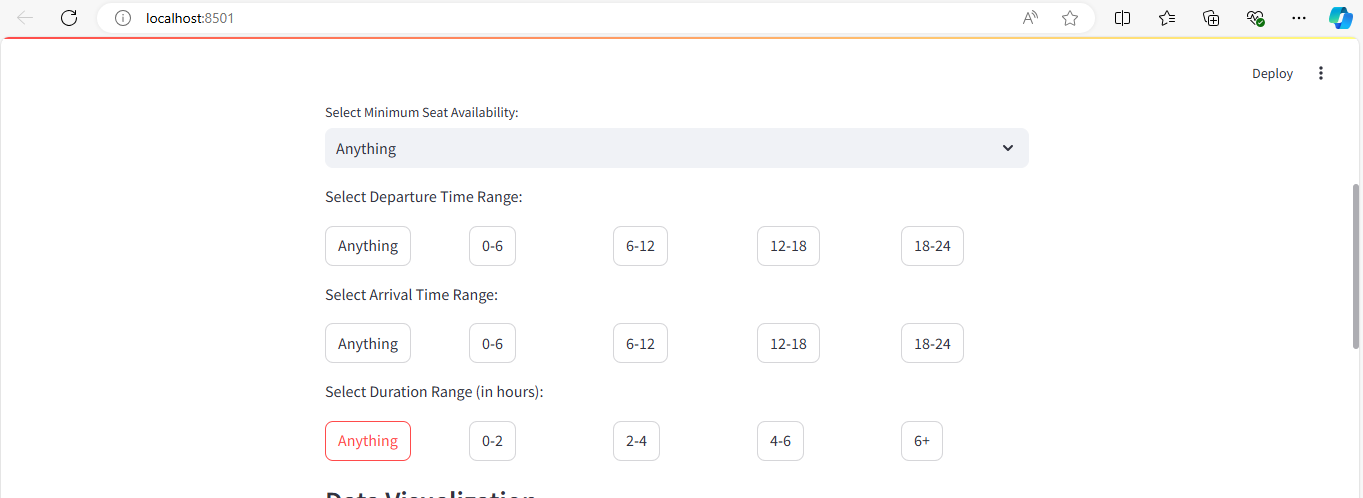 localhost:8501
Deploy
Select Minimum Seat Availability:
Anything
Select Departure Time Range:
Anything 0-6 6-12 12-18 18-24
Select Arrival Time Range:
Anything 0-6 6-12 12-18 18-24
Select Duration Range (in hours):
Anything 0-2 2-4 4-6 6+
Data Visualization